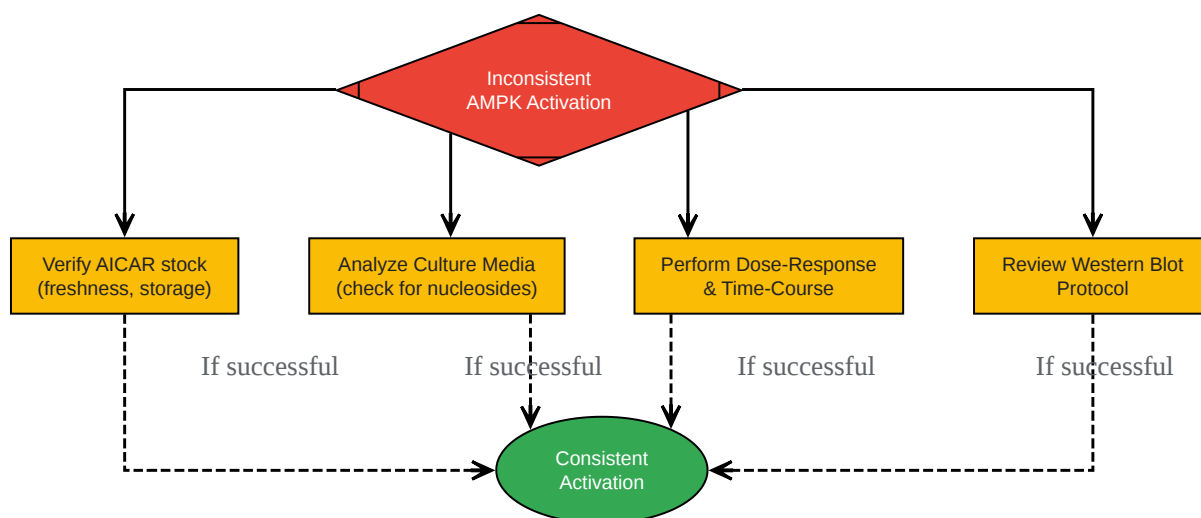 Inconsistent
AMPK Activation
Verify AICAR stock
(freshness, storage)
Analyze Culture Media
(check for nucleosides)
Perform Dose-Response
& Time-Course
Review Western Blot
Protocol
If successful
If successful
If successful
If successful
Consistent
Activation